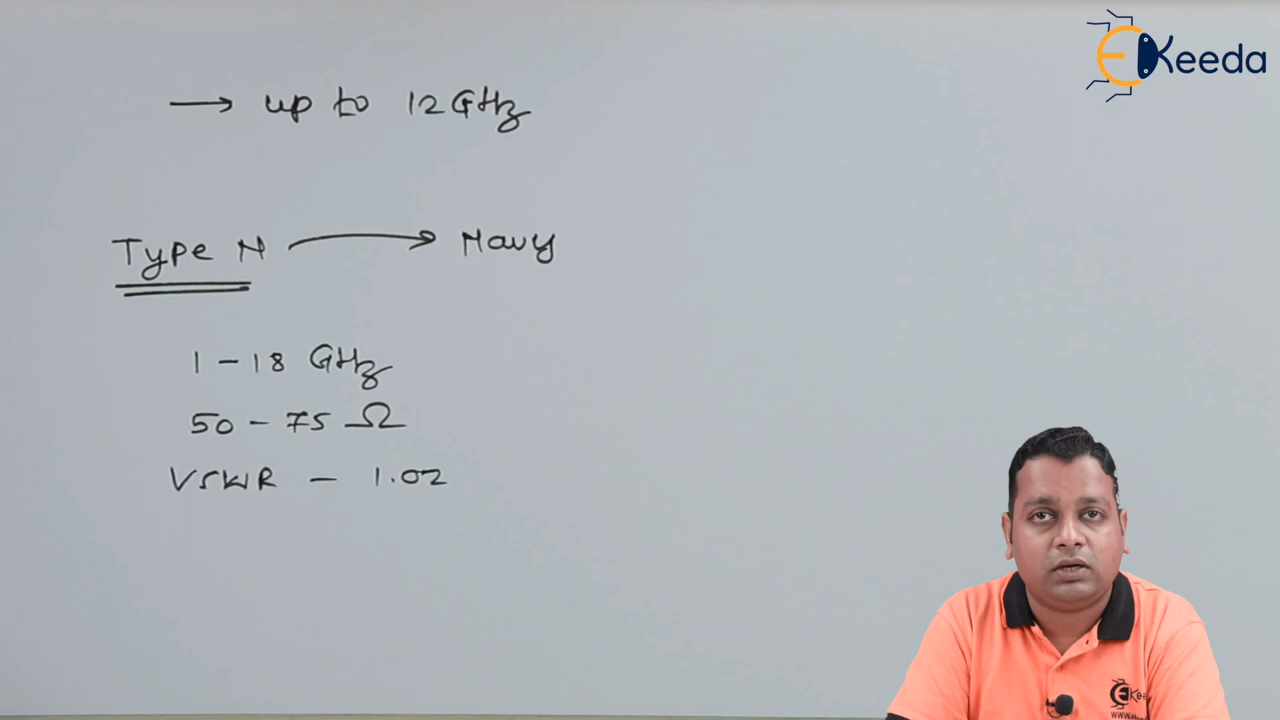 EKeeda
→ up to 12 GHz
Type N → Navy
1 - 18 GHz
50 - 75 Ω
VSWR - 1.02